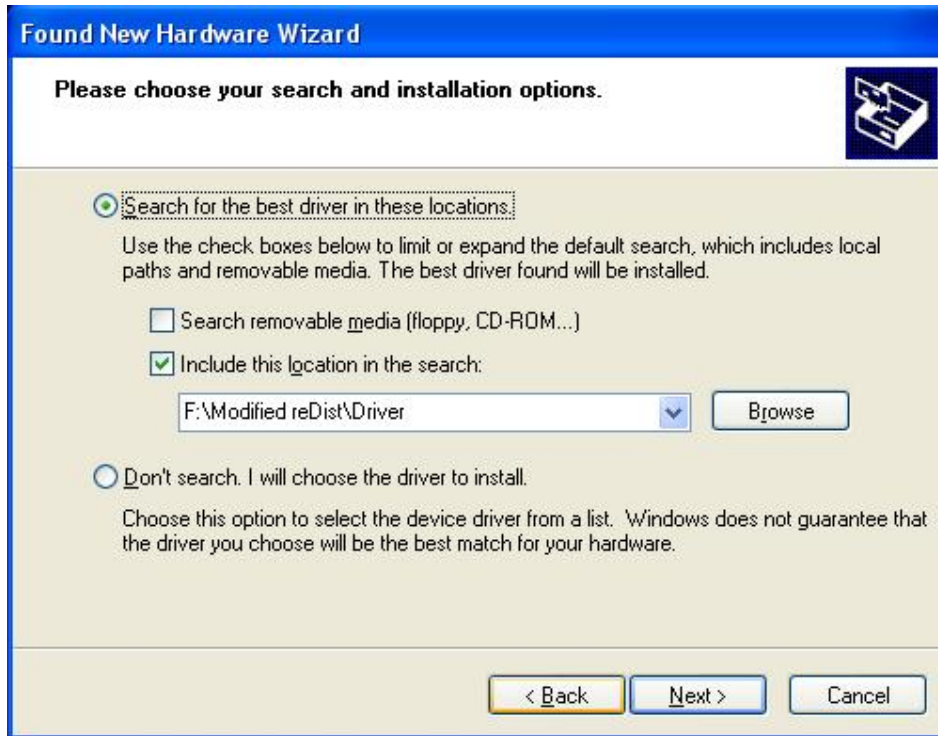 Found New Hardware Wizard
Please choose your search and installation options.
Search for the best driver in these locations.
Use the check boxes below to limit or expand the default search, which includes local
paths and removable media. The best driver found will be installed.
Search removable media (floppy, CD-ROM...)
Include this location in the search:
F:\Modified reDist\Driver
Browse
Don't search. I will choose the driver to install.
Choose this option to select the device driver from a list. Windows does not guarantee that
the driver you choose will be the best match for your hardware.
< Back Next > Cancel